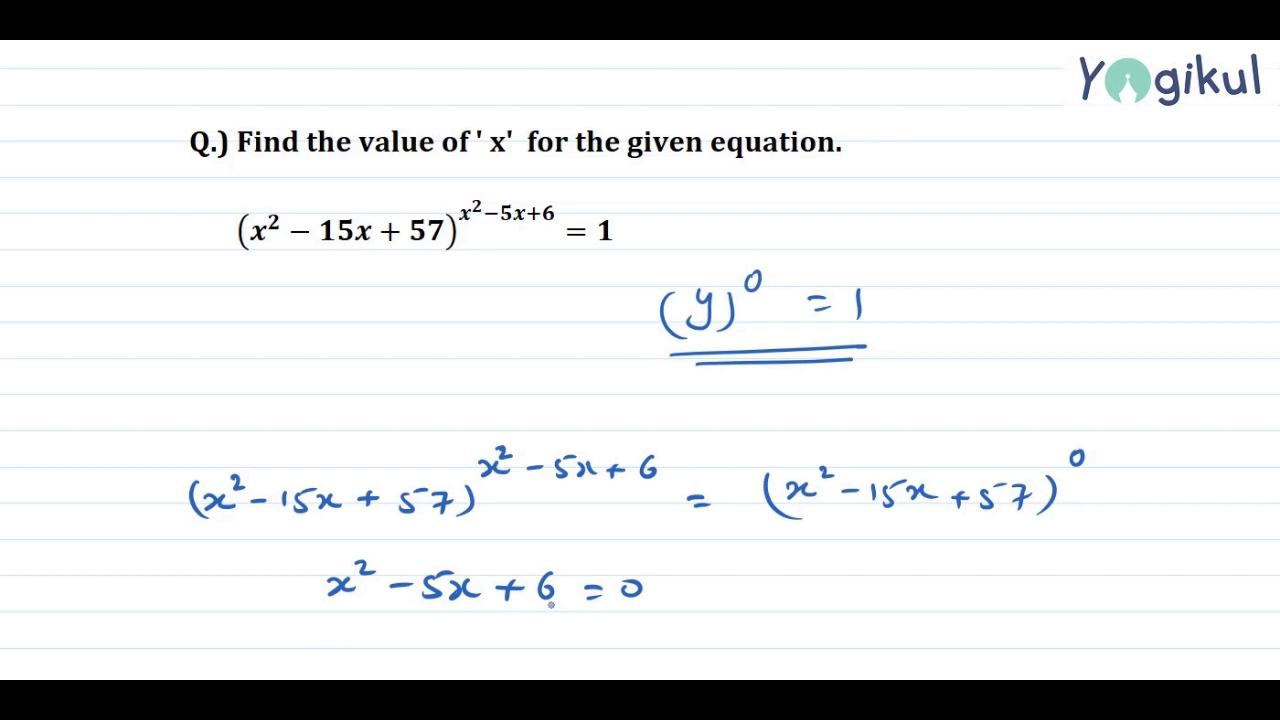 Yogikul
Q.) Find the value of ' x'  for the given equation.
(x² − 15x + 57)^(x²−5x+6) = 1
(y)⁰ = 1
(x² - 15x + 57)^(x² - 5x + 6) = (x² - 15x + 57)⁰
x² - 5x + 6 = 0